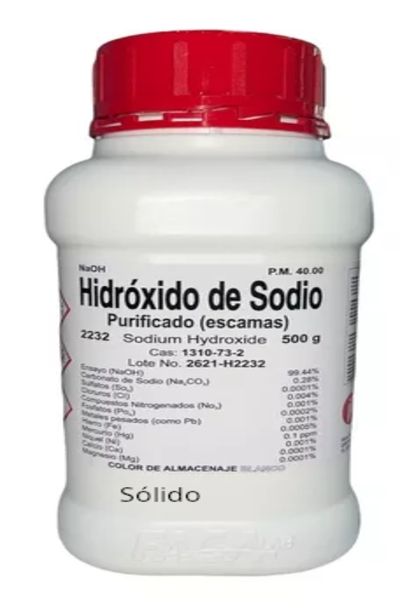 NaOH P.M. 40.00
Hidróxido de Sodio
Purificado (escamas)
2232 Sodium Hydroxide 500 g
Cas: 1310-73-2
Lote No. 2621-H2232
Ensayo (NaOH) 99.44%
Carbonato de Sodio (Na₂CO₃) 0.28%
Sulfatos (So₄) 0.0001%
Cloruros (Cl) 0.004%
Compuestos Nitrogenados (No₃) 0.001%
Fosfatos (Po₄) 0.0002%
Metales pesados (como Pb) 0.001%
Hierro (Fe) 0.0005%
Mercurio (Hg) 0.1 ppm
Niquel (Ni) 0.001%
Calcio (Ca) 0.0001%
Magnesio (Mg) 0.0001%
COLOR DE ALMACENAJE BLANCO
Sólido